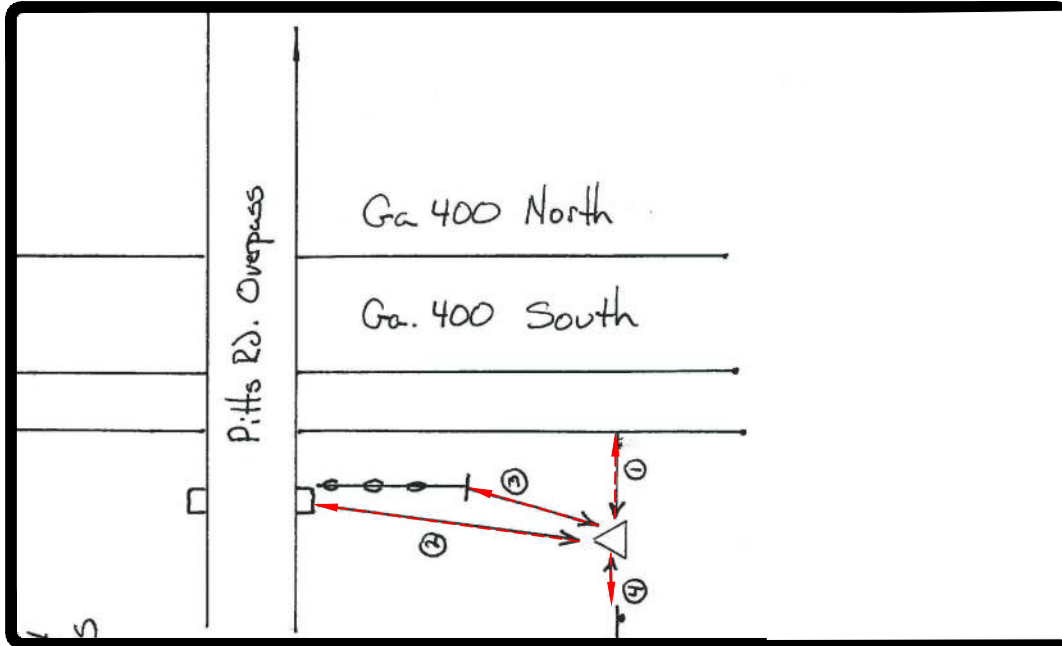 Ga 400 North
Pitts RD. Overpass
Ga. 400 South
③
①
②
④